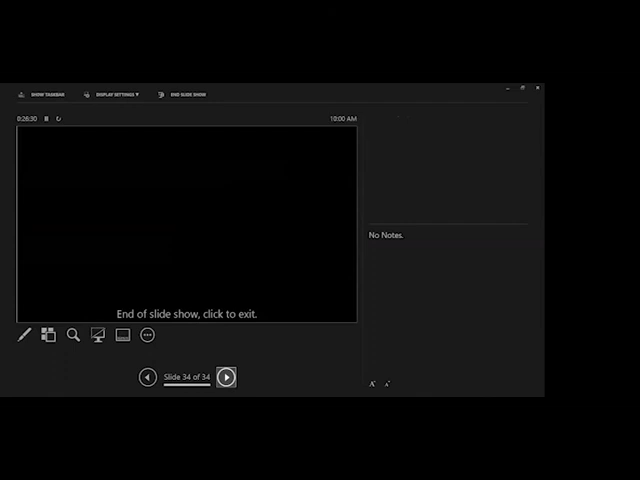 SHOW TASKBAR DISPLAY SETTINGS ▼ END SLIDE SHOW
0:26:30 10:00 AM
No Notes.
End of slide show, click to exit.
Slide 34 of 34
A A